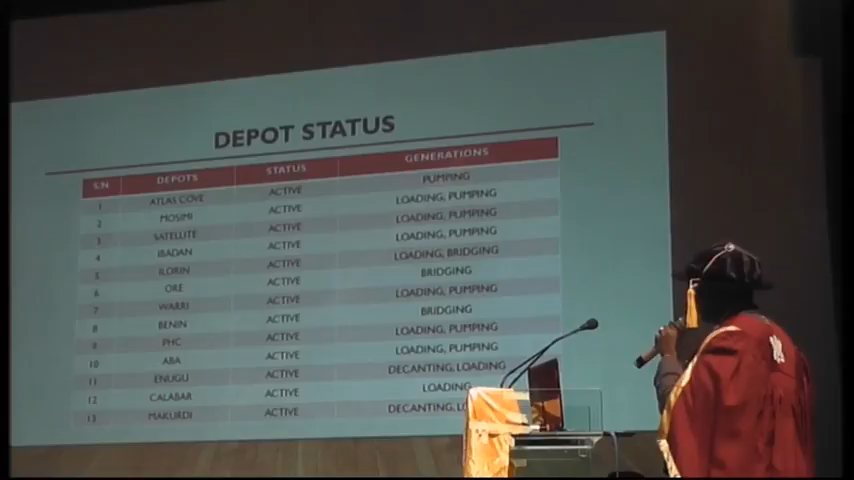 DEPOT STATUS
S.N DEPOTS STATUS GENERATIONS
1 ATLAS COVE ACTIVE PUMPING
2 MOSIMI ACTIVE LOADING, PUMPING
3 SATELLITE ACTIVE LOADING, PUMPING
4 IBADAN ACTIVE LOADING, PUMPING
5 ILORIN ACTIVE LOADING, BRIDGING
6 ORE ACTIVE BRIDGING
7 WARRI ACTIVE LOADING, PUMPING
8 BENIN ACTIVE BRIDGING
9 PHC ACTIVE LOADING, PUMPING
10 ABA ACTIVE LOADING, PUMPING
11 ENUGU ACTIVE DECANTING, LOADING
12 CALABAR ACTIVE LOADING
13 MAKURDI ACTIVE DECANTING,